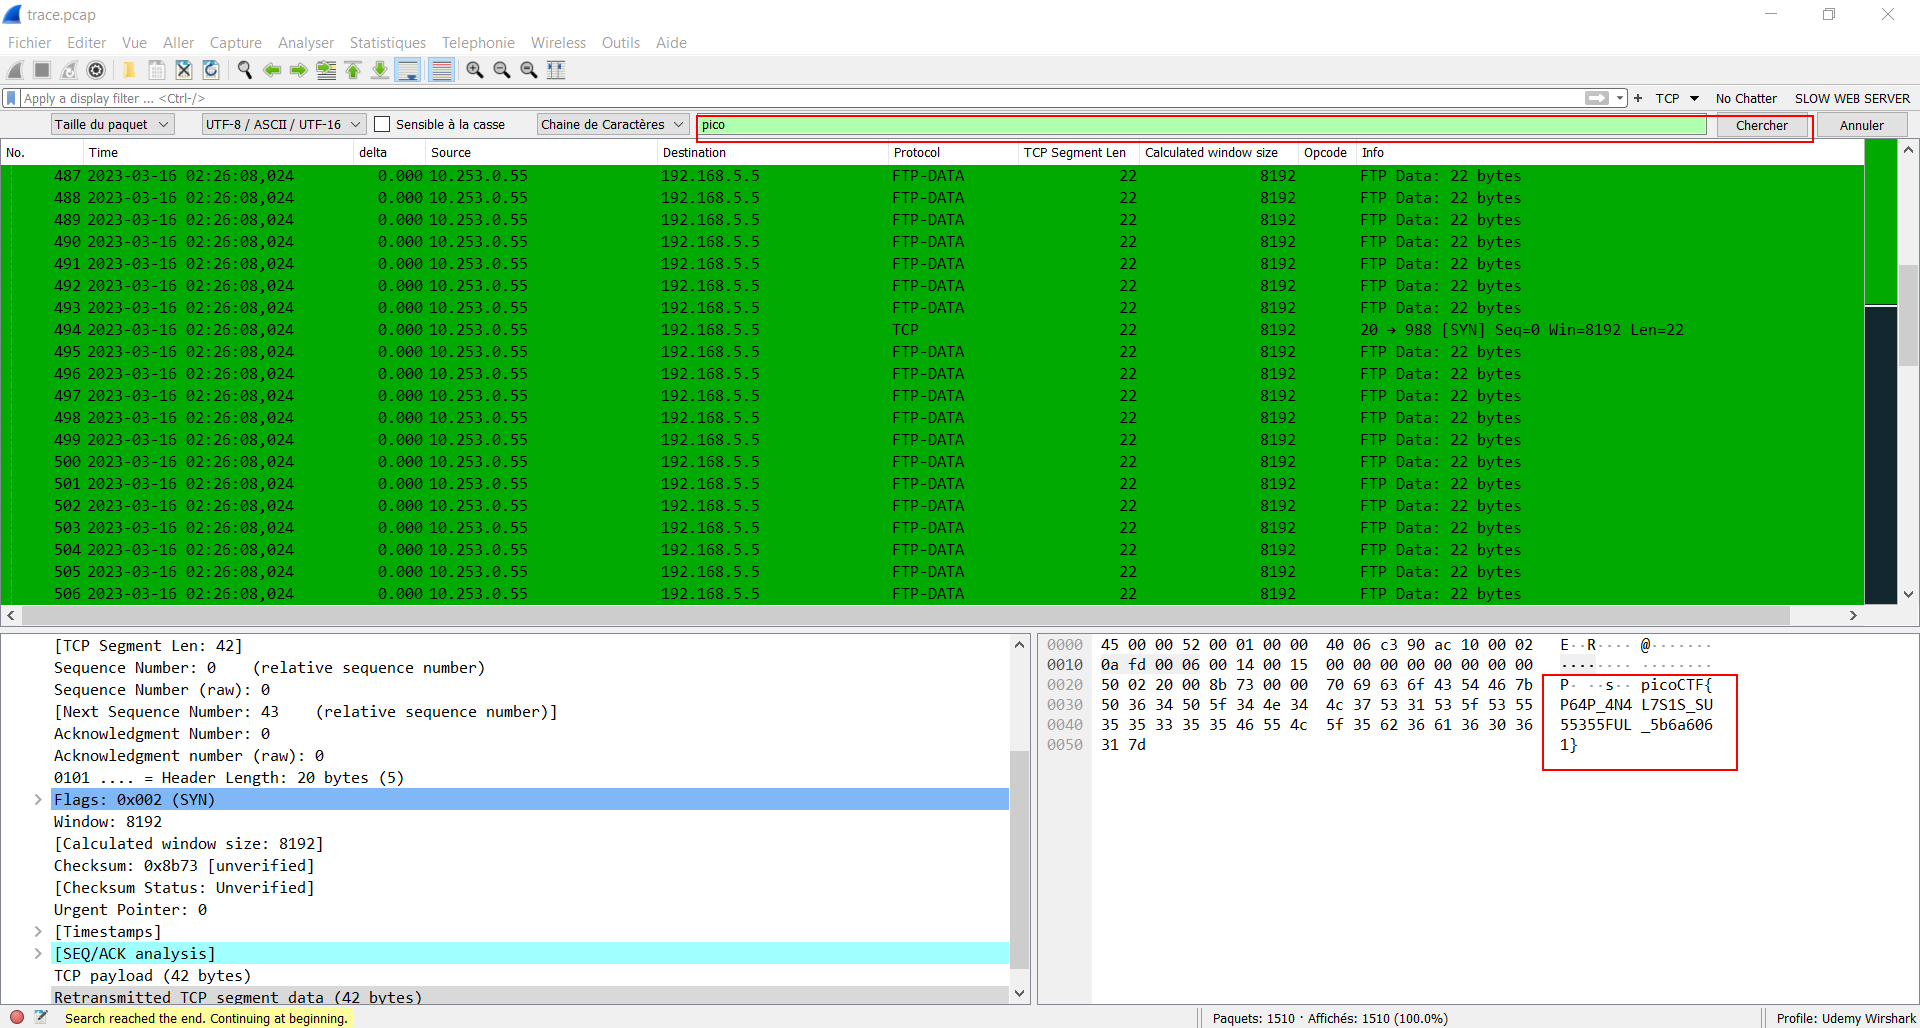 trace.pcap
Fichier Editer Vue Aller Capture Analyser Statistiques Telephonie Wireless Outils Aide
Apply a display filter ... <Ctrl-/> + TCP No Chatter SLOW WEB SERVER
Taille du paquet UTF-8 / ASCII / UTF-16 Sensible à la casse Chaine de Caractères pico Chercher Annuler
No. Time delta Source Destination Protocol TCP Segment Len Calculated window size Opcode Info
487 2023-03-16 02:26:08,024 0.000 10.253.0.55 192.168.5.5 FTP-DATA 22 8192 FTP Data: 22 bytes
488 2023-03-16 02:26:08,024 0.000 10.253.0.55 192.168.5.5 FTP-DATA 22 8192 FTP Data: 22 bytes
489 2023-03-16 02:26:08,024 0.000 10.253.0.55 192.168.5.5 FTP-DATA 22 8192 FTP Data: 22 bytes
490 2023-03-16 02:26:08,024 0.000 10.253.0.55 192.168.5.5 FTP-DATA 22 8192 FTP Data: 22 bytes
491 2023-03-16 02:26:08,024 0.000 10.253.0.55 192.168.5.5 FTP-DATA 22 8192 FTP Data: 22 bytes
492 2023-03-16 02:26:08,024 0.000 10.253.0.55 192.168.5.5 FTP-DATA 22 8192 FTP Data: 22 bytes
493 2023-03-16 02:26:08,024 0.000 10.253.0.55 192.168.5.5 FTP-DATA 22 8192 FTP Data: 22 bytes
494 2023-03-16 02:26:08,024 0.000 10.253.0.55 192.168.5.5 TCP 22 8192 20 → 988 [SYN] Seq=0 Win=8192 Len=22
495 2023-03-16 02:26:08,024 0.000 10.253.0.55 192.168.5.5 FTP-DATA 22 8192 FTP Data: 22 bytes
496 2023-03-16 02:26:08,024 0.000 10.253.0.55 192.168.5.5 FTP-DATA 22 8192 FTP Data: 22 bytes
497 2023-03-16 02:26:08,024 0.000 10.253.0.55 192.168.5.5 FTP-DATA 22 8192 FTP Data: 22 bytes
498 2023-03-16 02:26:08,024 0.000 10.253.0.55 192.168.5.5 FTP-DATA 22 8192 FTP Data: 22 bytes
499 2023-03-16 02:26:08,024 0.000 10.253.0.55 192.168.5.5 FTP-DATA 22 8192 FTP Data: 22 bytes
500 2023-03-16 02:26:08,024 0.000 10.253.0.55 192.168.5.5 FTP-DATA 22 8192 FTP Data: 22 bytes
501 2023-03-16 02:26:08,024 0.000 10.253.0.55 192.168.5.5 FTP-DATA 22 8192 FTP Data: 22 bytes
502 2023-03-16 02:26:08,024 0.000 10.253.0.55 192.168.5.5 FTP-DATA 22 8192 FTP Data: 22 bytes
503 2023-03-16 02:26:08,024 0.000 10.253.0.55 192.168.5.5 FTP-DATA 22 8192 FTP Data: 22 bytes
504 2023-03-16 02:26:08,024 0.000 10.253.0.55 192.168.5.5 FTP-DATA 22 8192 FTP Data: 22 bytes
505 2023-03-16 02:26:08,024 0.000 10.253.0.55 192.168.5.5 FTP-DATA 22 8192 FTP Data: 22 bytes
506 2023-03-16 02:26:08,024 0.000 10.253.0.55 192.168.5.5 FTP-DATA 22 8192 FTP Data: 22 bytes
[TCP Segment Len: 42]
Sequence Number: 0 (relative sequence number)
Sequence Number (raw): 0
[Next Sequence Number: 43 (relative sequence number)]
Acknowledgment Number: 0
Acknowledgment number (raw): 0
0101 .... = Header Length: 20 bytes (5)
Flags: 0x002 (SYN)
Window: 8192
[Calculated window size: 8192]
Checksum: 0x8b73 [unverified]
[Checksum Status: Unverified]
Urgent Pointer: 0
[Timestamps]
[SEQ/ACK analysis]
TCP payload (42 bytes)
Retransmitted TCP segment data (42 bytes)
0000 45 00 00 52 00 01 00 00 40 06 c3 90 ac 10 00 02 E··R···· @·······
0010 0a fd 00 06 00 14 00 15 00 00 00 00 00 00 00 00 ········ ········
0020 50 02 20 00 8b 73 00 00 70 69 63 6f 43 54 46 7b P· ··s·· picoCTF{
0030 50 36 34 50 5f 34 4e 34 4c 37 53 31 53 5f 53 55 P64P_4N4 L7S1S_SU
0040 35 35 33 35 35 46 55 4c 5f 35 62 36 61 36 30 36 55355FUL _5b6a606
0050 31 7d 1}
Search reached the end. Continuing at beginning.
Paquets: 1510 · Affichés: 1510 (100.0%)
Profile: Udemy Wireshark